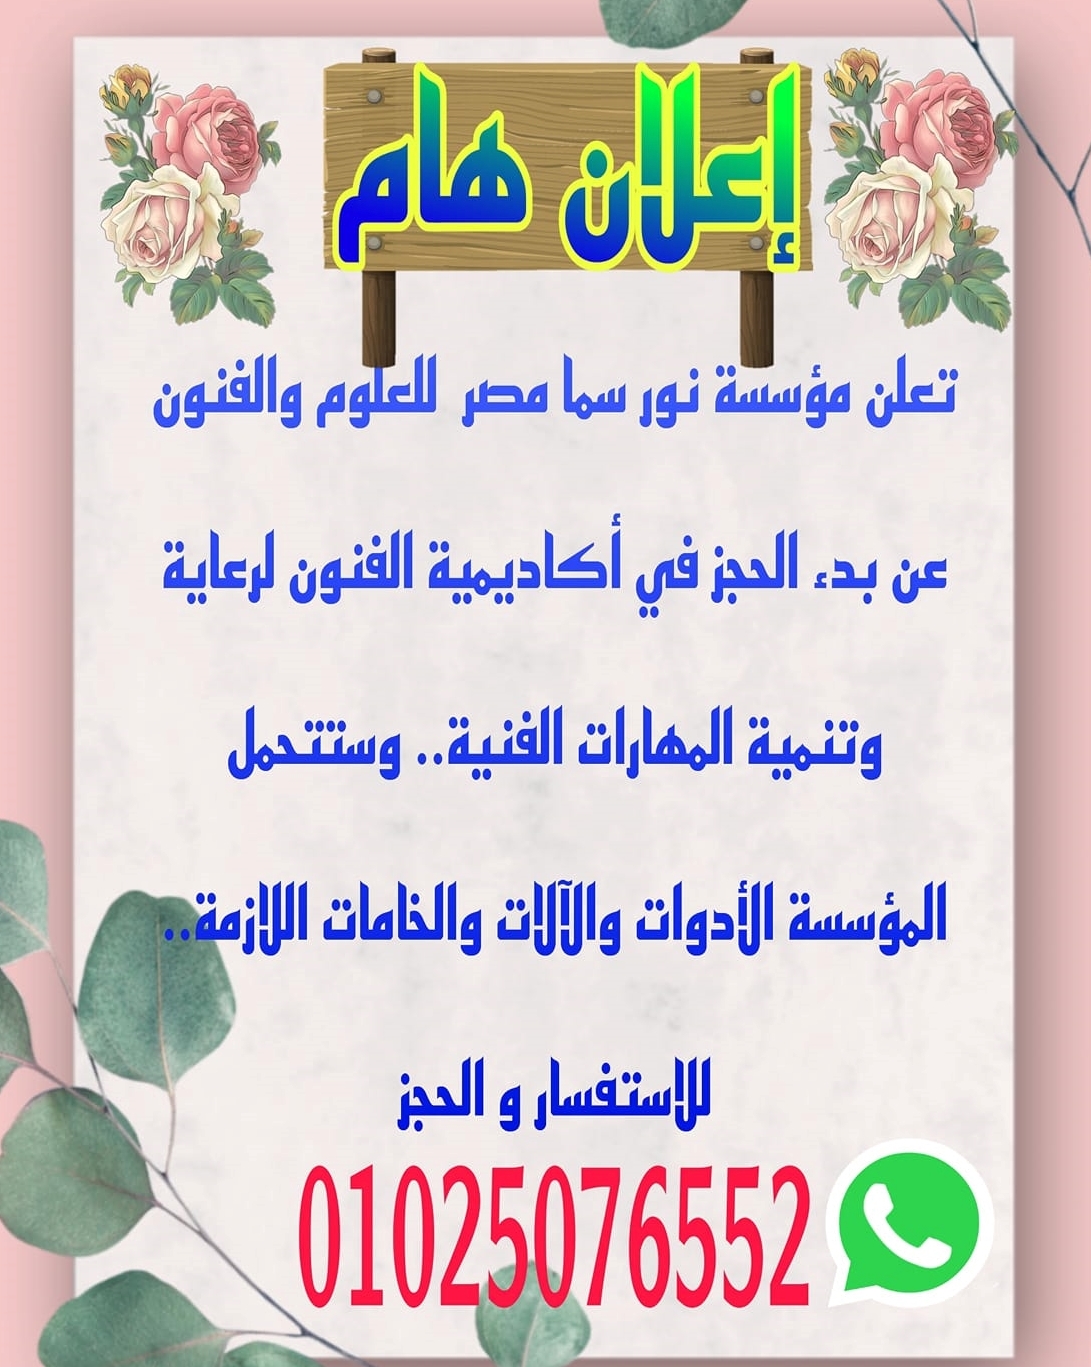 إعلان هام
تعلن مؤسسة نور سما مصر للعلوم والفنون
عن بدء الحجز في أكاديمية الفنون لرعاية
وتنمية المهارات الفنية.. وستتحمل
المؤسسة الأدوات والآلات والخامات اللازمة..
للاستفسار و الحجز
01025076552